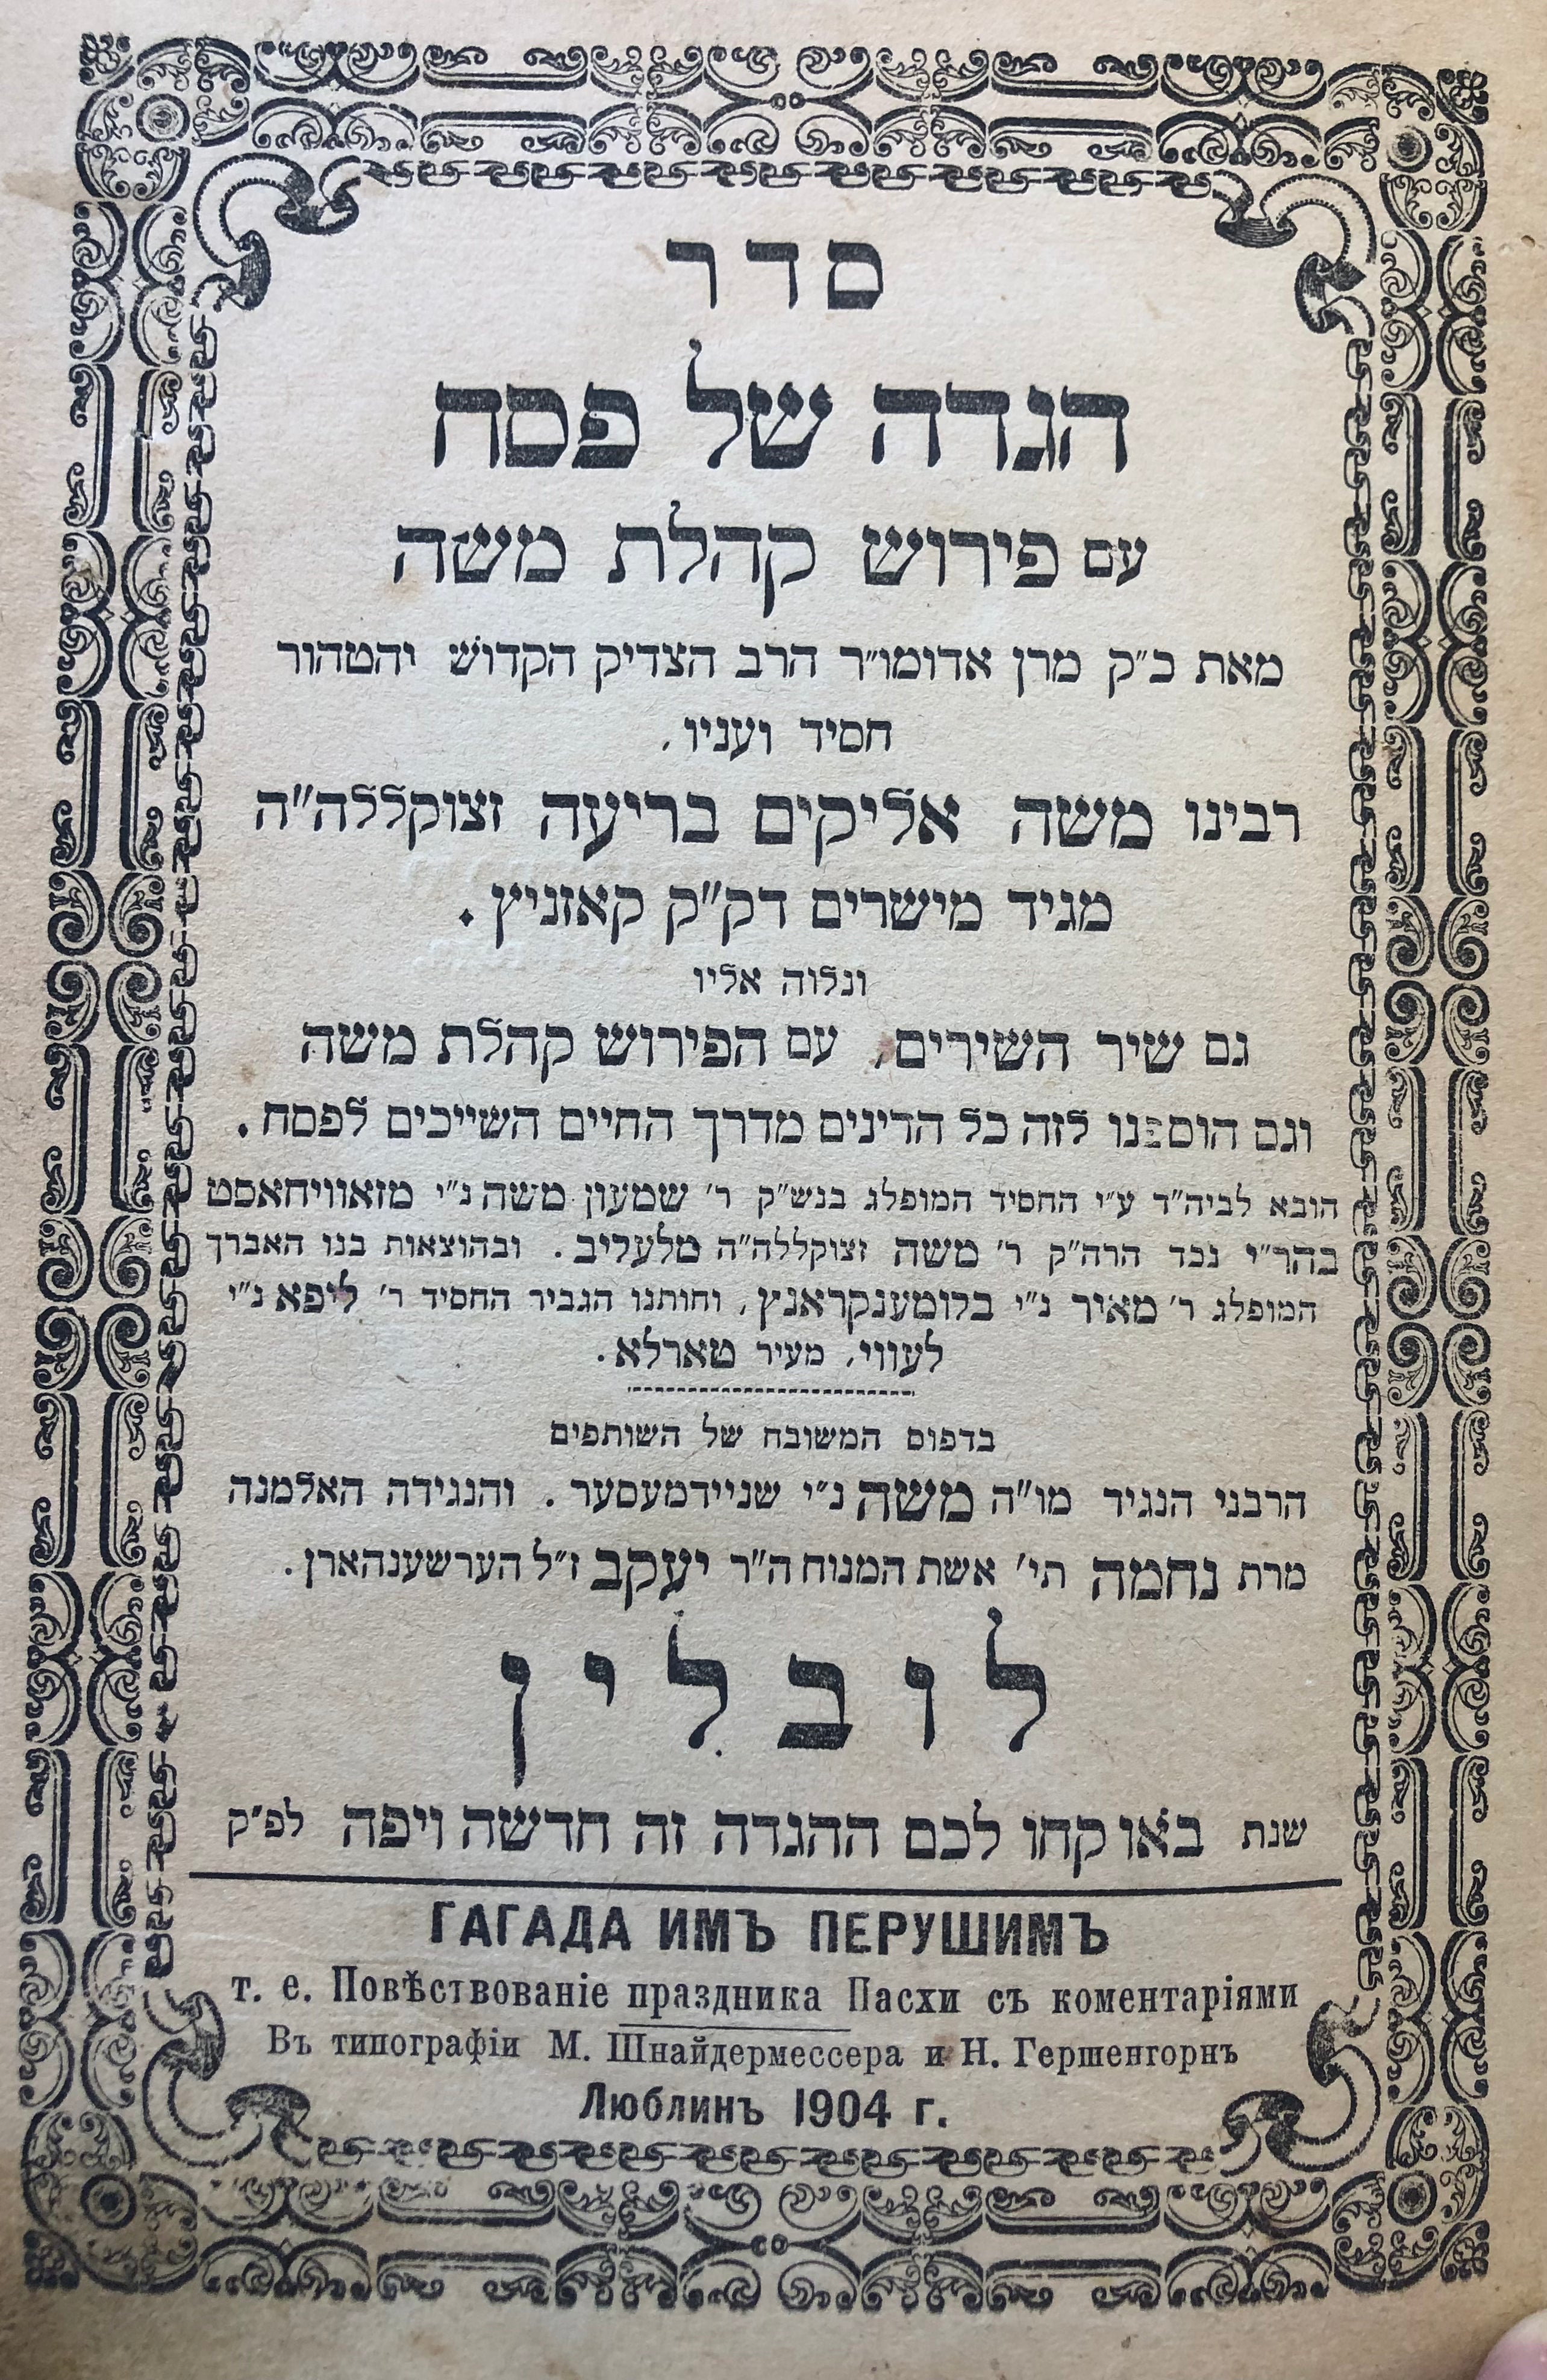 סדר
הגדה של פסח
עם פירוש קהלת משה
מאת כ״ק מרן אדומו״ר הרב הצדיק הקדוש והטהור
חסיד ועניו,
רבינו משה אליקים בריעה זצוקללה״ה
מגיד מישרים דק״ק קאזניץ.
ונלוה אליו
גם שיר השירים, עם הפירוש קהלת משה
וגם הוספנו לזה כל הדינים מדרך החיים השייכים לפסח.
הובא לביה״ד ע״י החסיד המופלג בנש״ק ר׳ שמעון משה נ״י מזאוויחאסט
בהר״י נכד הרה״ק ר׳ משה זצוקללה״ה מלעליב. ובהוצאות בנו האברך
המופלג ר׳ מאיר נ״י בלומענקראנץ, וחותנו הגביר החסיד ר׳ ליפא נ״י
לעווי, מעיר טארלא.
בדפוס המשובח של השותפים
הרבני הנגיד מו״ה משה נ״י שניידמעסער. והנגידה האלמנה
מרת נחמה תי׳ אשת המנוח ה״ר יעקב ז״ל הערשענהארן.
לובלין
שנת באו קחו לכם ההגדה זה חדשה ויפה לפ״ק
ГАГАДА ИМЪ ПЕРУШИМЪ
т. е. Повѣствованіе праздника Пасхи съ коментаріями
Въ типографіи М. Шнайдермессера и Н. Гершенгорнъ
Люблинъ 1904 г.